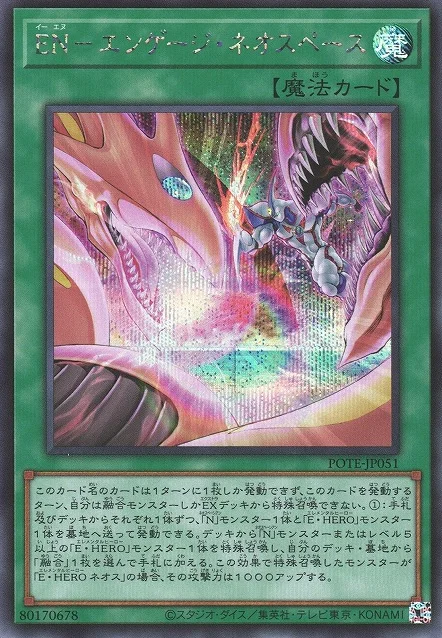 イー エヌ
EN－エンゲージ・ネオスペース
魔
【魔法カード】
POTE-JP051
このカード名のカードは1ターンに1枚しか発動できず、このカードを発動する
ターン、自分は融合モンスターしかEXデッキから特殊召喚できない。①：手札
及びデッキからそれぞれ1体ずつ、「N」モンスター1体と「E・HERO」モンスター
1体を墓地へ送って発動できる。デッキから「N」モンスターまたはレベル5
以上の「E・HERO」モンスター1体を特殊召喚し、自分のデッキ・墓地から
「融合」1枚を選んで手札に加える。この効果で特殊召喚したモンスターが
「E・HERO ネオス」の場合、その攻撃力は1000アップする。
80170678
©スタジオ・ダイス／集英社・テレビ東京・KONAMI